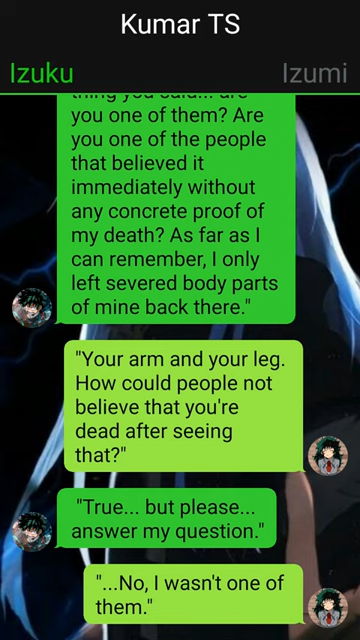 Kumar TS
Izuku Izumi
thing you said... are
you one of them? Are
you one of the people
that believed it
immediately without
any concrete proof of
my death? As far as I
can remember, I only
left severed body parts
of mine back there."
"Your arm and your leg.
How could people not
believe that you're
dead after seeing
that?"
"True... but please...
answer my question."
"...No, I wasn't one of
them."